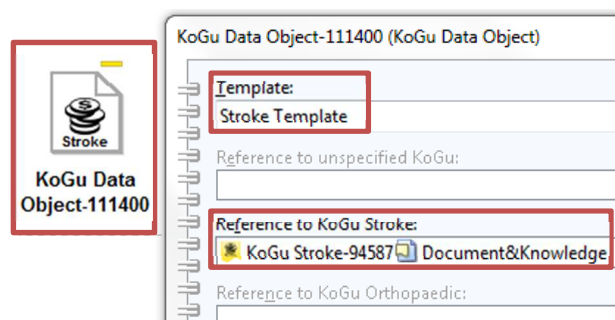 KoGu Data Object-111400 (KoGu Data Object)
Stroke
KoGu Data
Object-111400
Template:
Stroke Template
Reference to unspecified KoGu:
Reference to KoGu Stroke:
KoGu Stroke-94587 Document&Knowledge
Reference to KoGu Orthopaedic: